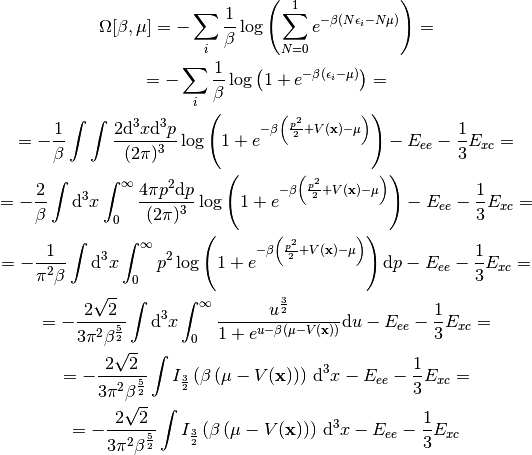 \Omega[\beta,\mu] = -\sum_i \frac{1}{\beta} \log\left(\sum_{N=0}^{1} e^{-\beta(N\epsilon_i - N\mu)}\right) =
= -\sum_i \frac{1}{\beta} \log\left(1 + e^{-\beta(\epsilon_i - \mu)}\right) =
= -\frac{1}{\beta} \int \int \frac{2\mathrm{d}^3x\mathrm{d}^3p}{(2\pi)^3} \log\left(1 + e^{-\beta\left(\frac{p^2}{2} + V(\mathbf{x}) - \mu\right)}\right) - E_{ee} - \frac{1}{3}E_{xc} =
= -\frac{2}{\beta} \int \mathrm{d}^3x \int_0^\infty \frac{4\pi p^2 \mathrm{d}p}{(2\pi)^3} \log\left(1 + e^{-\beta\left(\frac{p^2}{2} + V(\mathbf{x}) - \mu\right)}\right) - E_{ee} - \frac{1}{3}E_{xc} =
= -\frac{1}{\pi^2\beta} \int \mathrm{d}^3x \int_0^\infty p^2 \log\left(1 + e^{-\beta\left(\frac{p^2}{2} + V(\mathbf{x}) - \mu\right)}\right) \mathrm{d}p - E_{ee} - \frac{1}{3}E_{xc} =
= -\frac{2\sqrt{2}}{3\pi^2\beta^{\frac{5}{2}}} \int \mathrm{d}^3x \int_0^\infty \frac{u^{\frac{3}{2}}}{1 + e^{u - \beta(\mu - V(\mathbf{x}))}} \mathrm{d}u - E_{ee} - \frac{1}{3}E_{xc} =
= -\frac{2\sqrt{2}}{3\pi^2\beta^{\frac{5}{2}}} \int I_{\frac{3}{2}}\left(\beta\left(\mu - V(\mathbf{x})\right)\right) \mathrm{d}^3x - E_{ee} - \frac{1}{3}E_{xc} =
= -\frac{2\sqrt{2}}{3\pi^2\beta^{\frac{5}{2}}} \int I_{\frac{3}{2}}\left(\beta\left(\mu - V(\mathbf{x})\right)\right) \mathrm{d}^3x - E_{ee} - \frac{1}{3}E_{xc}